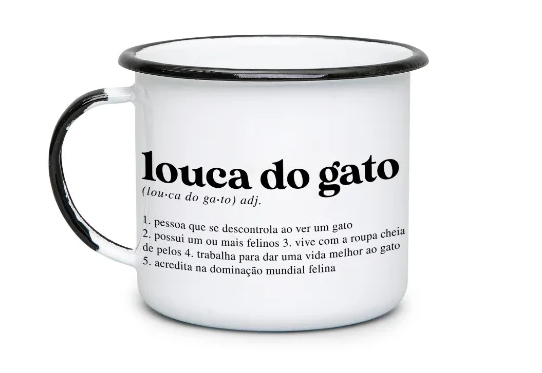 louca do gato
(lou·ca do ga·to) adj.
1. pessoa que se descontrola ao ver um gato
2. possui um ou mais felinos 3. vive com a roupa cheia
de pelos 4. trabalha para dar uma vida melhor ao gato
5. acredita na dominação mundial felina